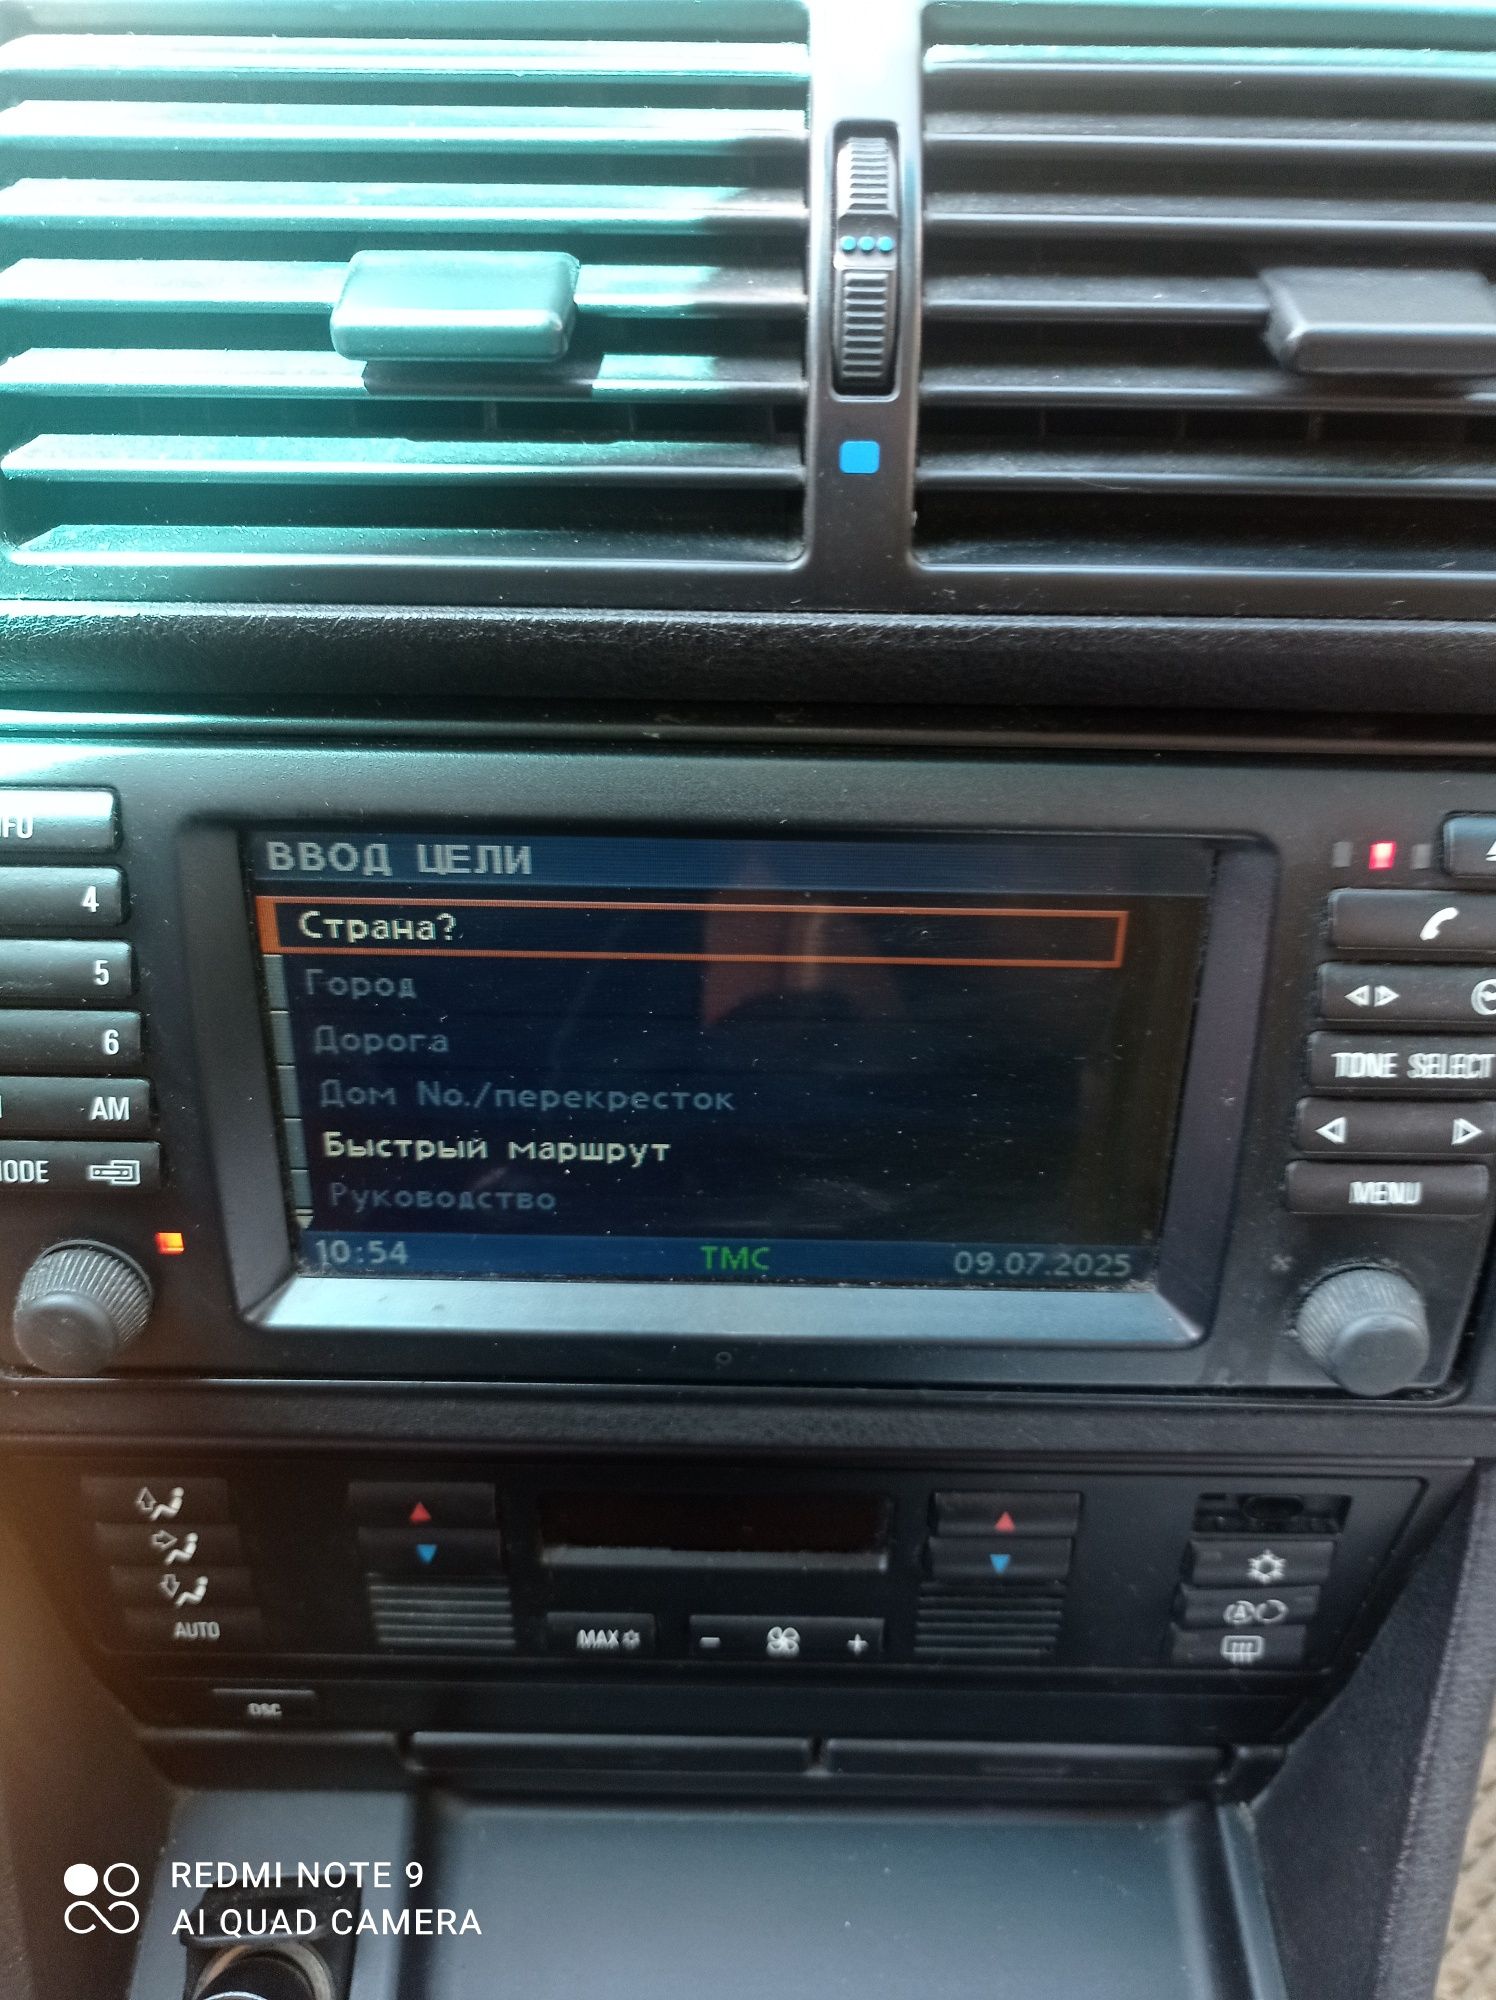 ВВОД ЦЕЛИ
Страна?
Город
4
Дорога
5
Дом No./перекресток
6
TONE SELECT
Быстрый маршрут
AM
Руководство
MENU
10:54 TMC 09.07.2025
AUTO
MAX
- +
DSC
REDMI NOTE 9
AI QUAD CAMERA